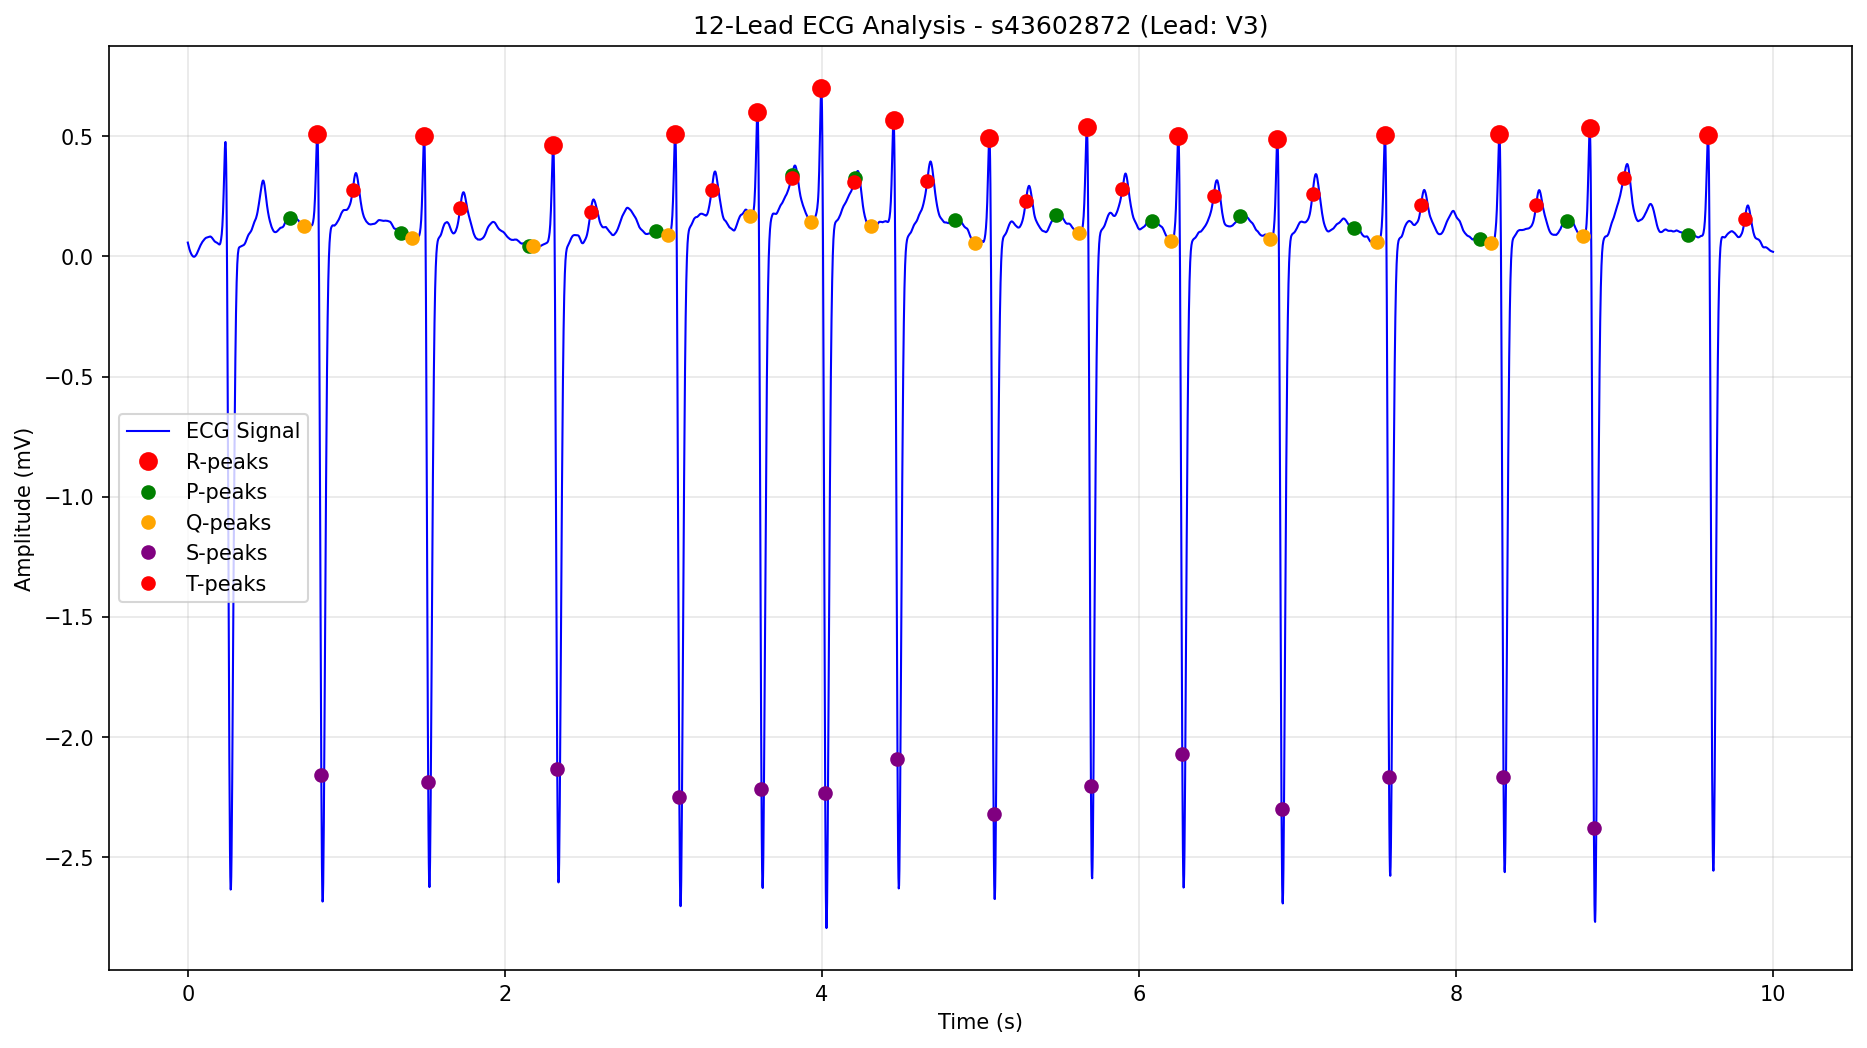 12-Lead ECG Analysis - s43602872 (Lead: V3)
Amplitude (mV)
0.5
0.0
−0.5
−1.0
−1.5
−2.0
−2.5
ECG Signal
R-peaks
P-peaks
Q-peaks
S-peaks
T-peaks
0 2 4 6 8 10
Time (s)